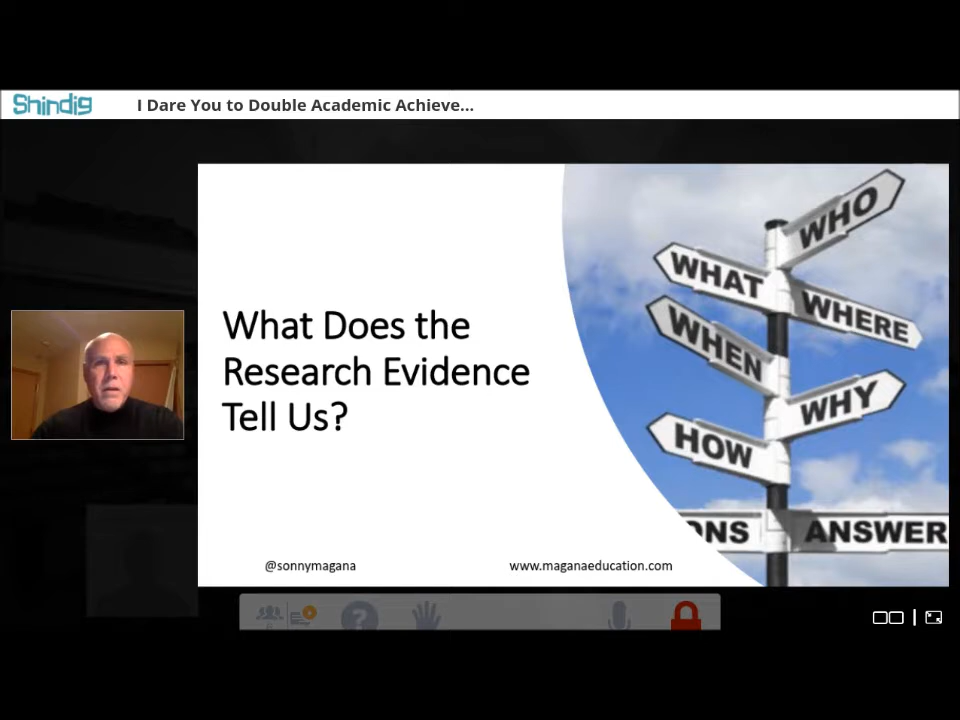 Shindig
I Dare You to Double Academic Achieve...
WHO
WHAT
WHERE
WHEN
WHY
HOW
ONS
ANSWER
What Does the
Research Evidence
Tell Us?
@sonnymagana
www.maganaeducation.com
?